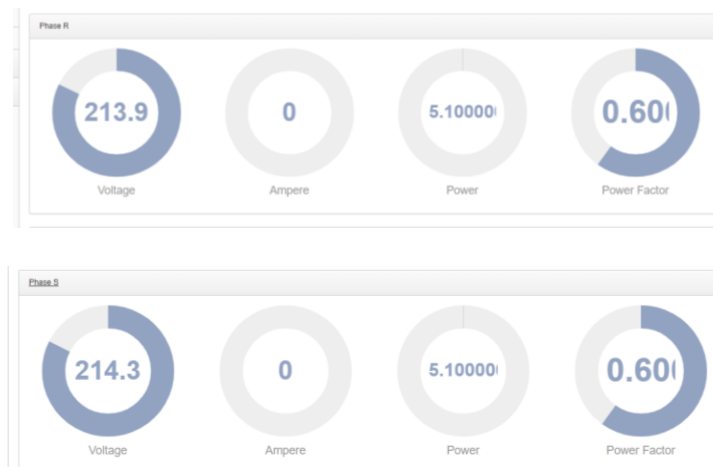 Phase R
213.9 0 5.10000 0.60
Voltage Ampere Power Power Factor
Phase S
214.3 0 5.10000 0.60
Voltage Ampere Power Power Factor